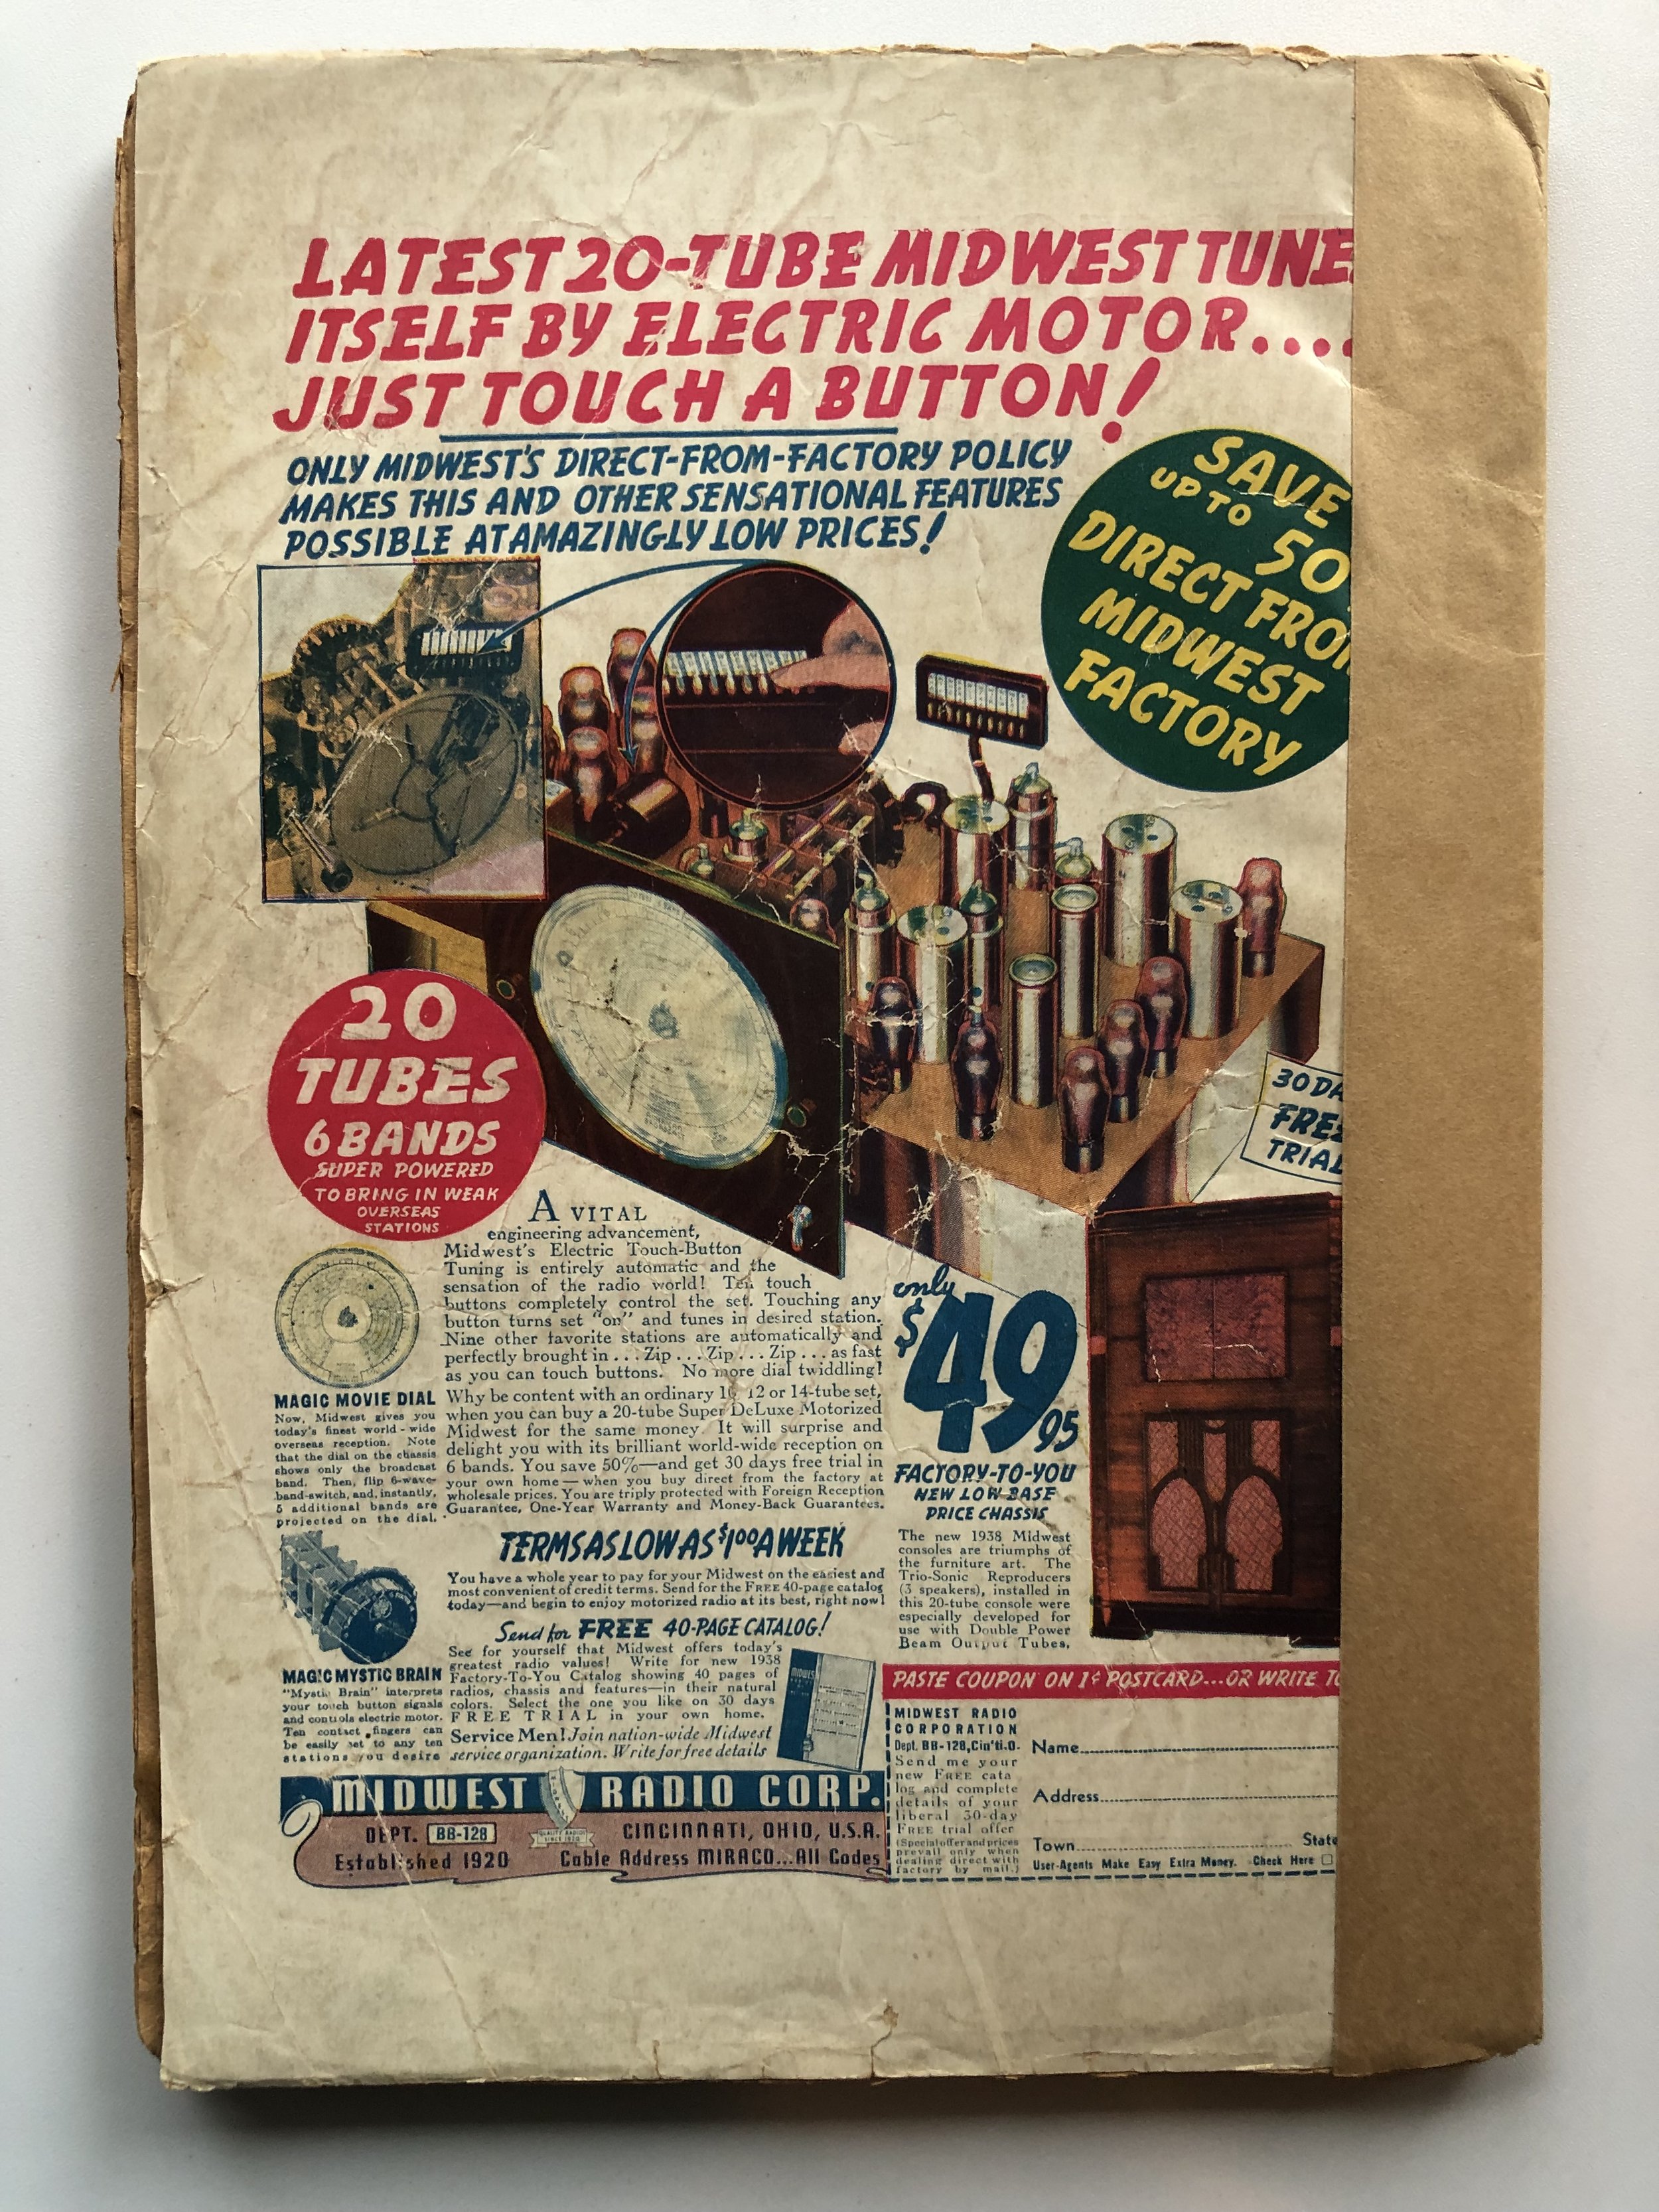 LATEST 20-TUBE MIDWEST TUNE
ITSELF BY ELECTRIC MOTOR....
JUST TOUCH A BUTTON!
ONLY MIDWEST'S DIRECT-FROM-FACTORY POLICY
MAKES THIS AND OTHER SENSATIONAL FEATURES
POSSIBLE AT AMAZINGLY LOW PRICES!
SAVE
UP TO 50
DIRECT FROM
MIDWEST
FACTORY
20
TUBES
6 BANDS
SUPER POWERED
TO BRING IN WEAK
OVERSEAS
STATIONS
30 DA
FREE
TRIAL
A VITAL
engineering advancement,
Midwest's Electric Touch-Button
Tuning is entirely automatic and the
sensation of the radio world! Ten touch
buttons completely control the set. Touching any
button turns set "on" and tunes in desired station.
Nine other favorite stations are automatically and
perfectly brought in ... Zip ... Zip ... Zip ... as fast
as you can touch buttons. No more dial twiddling!
Why be content with an ordinary 10, 12 or 14-tube set,
when you can buy a 20-tube Super DeLuxe Motorized
Midwest for the same money. It will surprise and
delight you with its brilliant world-wide reception on
6 bands. You save 50%—and get 30 days free trial in
your own home—when you buy direct from the factory at
wholesale prices. You are triply protected with Foreign Reception
Guarantee, One-Year Warranty and Money-Back Guarantees.
MAGIC MOVIE DIAL
Now, Midwest gives you
today's finest world-wide
overseas reception. Note
that the dial on the chassis
shows only the broadcast
band. Then, flip 6-wave-
band-switch, and, instantly,
5 additional bands are
projected on the dial.
only
$49.95
FACTORY-TO-YOU
NEW LOW BASE
PRICE CHASSIS
The new 1938 Midwest
consoles are triumphs of
the furniture art. The
Trio-Sonic Reproducers
(3 speakers), installed in
this 20-tube console were
especially developed for
use with Double Power
Beam Output Tubes.
TERMS AS LOW AS $1.00 A WEEK
You have a whole year to pay for your Midwest on the easiest and
most convenient of credit terms. Send for the FREE 40-page catalog
today—and begin to enjoy motorized radio at its best, right now!
Send for FREE 40-PAGE CATALOG!
See for yourself that Midwest offers today's
greatest radio values! Write for new 1938
Factory-To-You Catalog showing 40 pages of
radios, chassis and features—in their natural
colors. Select the one you like on 30 days
FREE TRIAL in your own home.
Service Men! Join nation-wide Midwest
service organization. Write for free details
MAGIC MYSTIC BRAIN
"Mystic Brain" interprets
your touch button signals
and controls electric motor.
Ten contact fingers can
be easily set to any ten
stations you desire
MIDWEST RADIO CORP.
DEPT. BB-128
Established 1920
QUALITY RADIOS
SINCE 1920
CINCINNATI, OHIO, U.S.A.
Cable Address MIRACO...All Codes
PASTE COUPON ON 1¢ POSTCARD...OR WRITE TO
MIDWEST RADIO
CORPORATION
Dept. BB-128, Cin'ti.O.
Send me your
new FREE cata
log and complete
details of your
liberal 30-day
FREE trial offer
(Special offer and prices
prevail only when
dealing direct with
factory by mail.)
Name
Address
Town State
User-Agents Make Easy Extra Money. Check Here